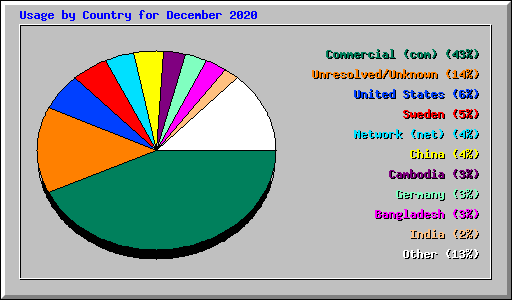 Usage by Country for December 2020
Commercial (com) (43%)
Unresolved/Unknown (14%)
United States (6%)
Sweden (5%)
Network (net) (4%)
China (4%)
Cambodia (3%)
Germany (3%)
Bangladesh (3%)
India (2%)
Other (13%)